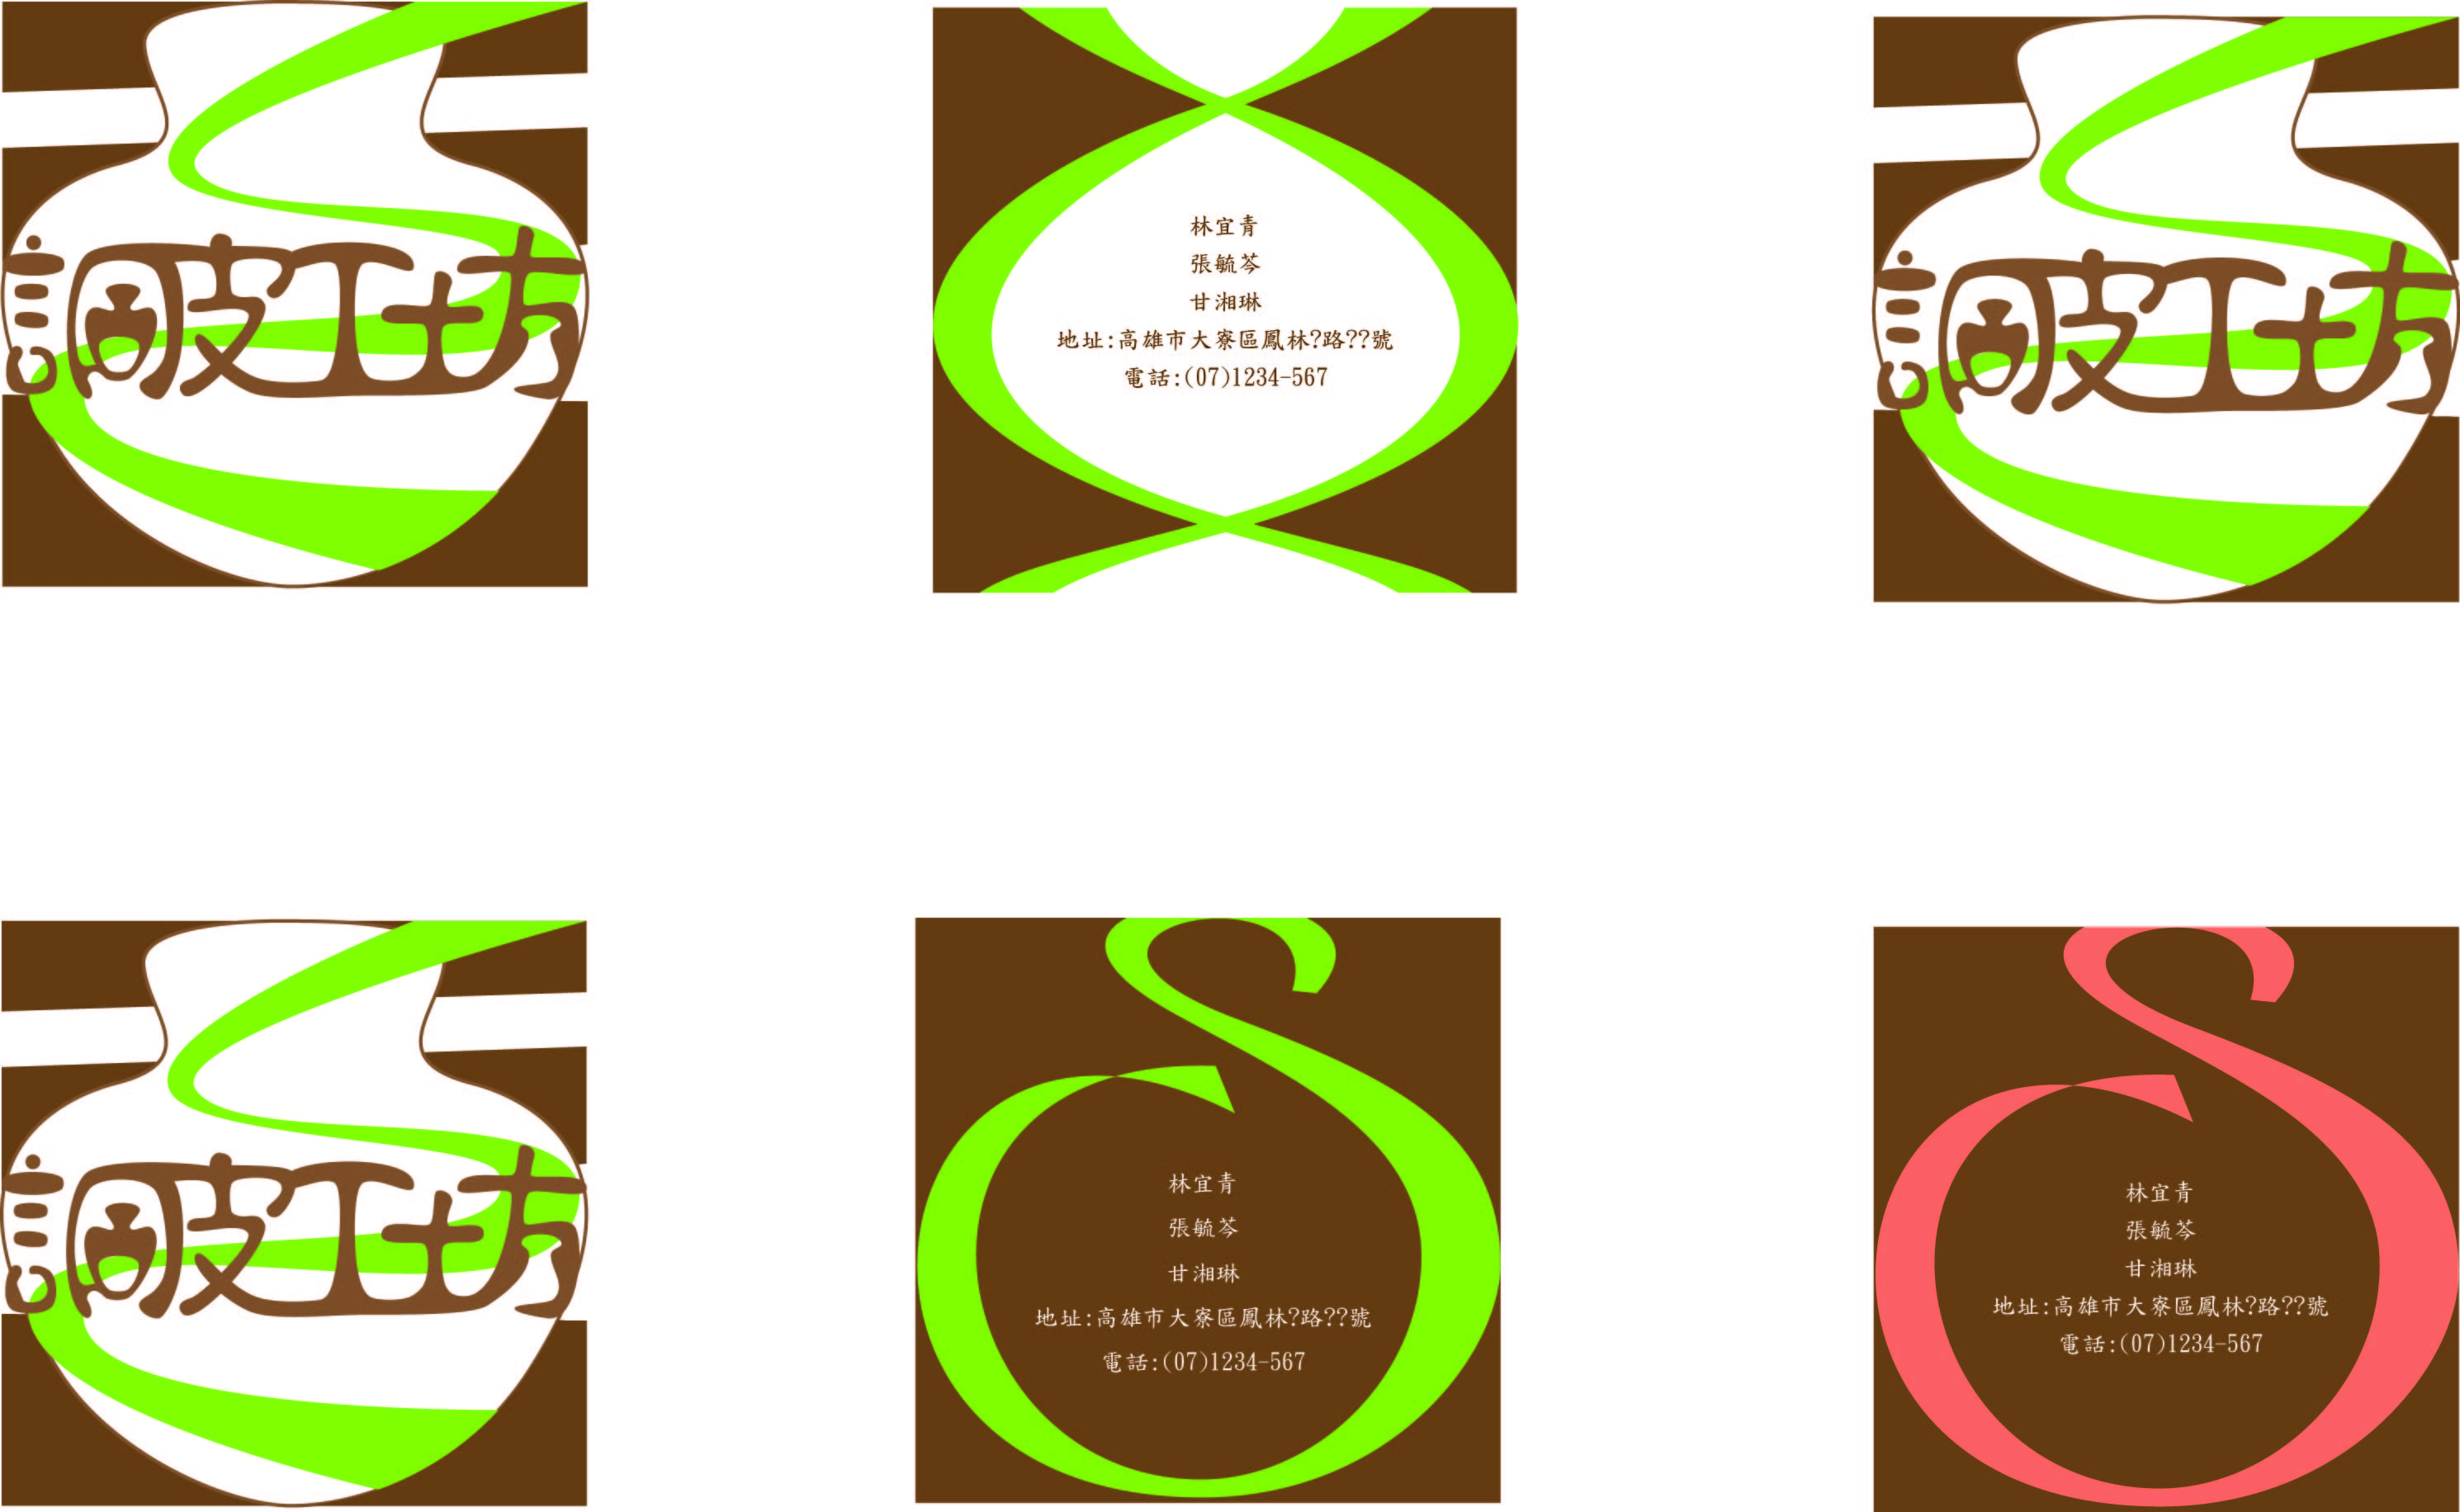 調皮工坊
林宜青
張毓芩
甘湘琳
地址:高雄市大寮區鳳林?路??號
電話:(07)1234-567
調皮工坊
調皮工坊
林宜青
張毓芩
甘湘琳
地址:高雄市大寮區鳳林?路??號
電話:(07)1234-567
林宜青
張毓芩
甘湘琳
地址:高雄市大寮區鳳林?路??號
電話:(07)1234-567